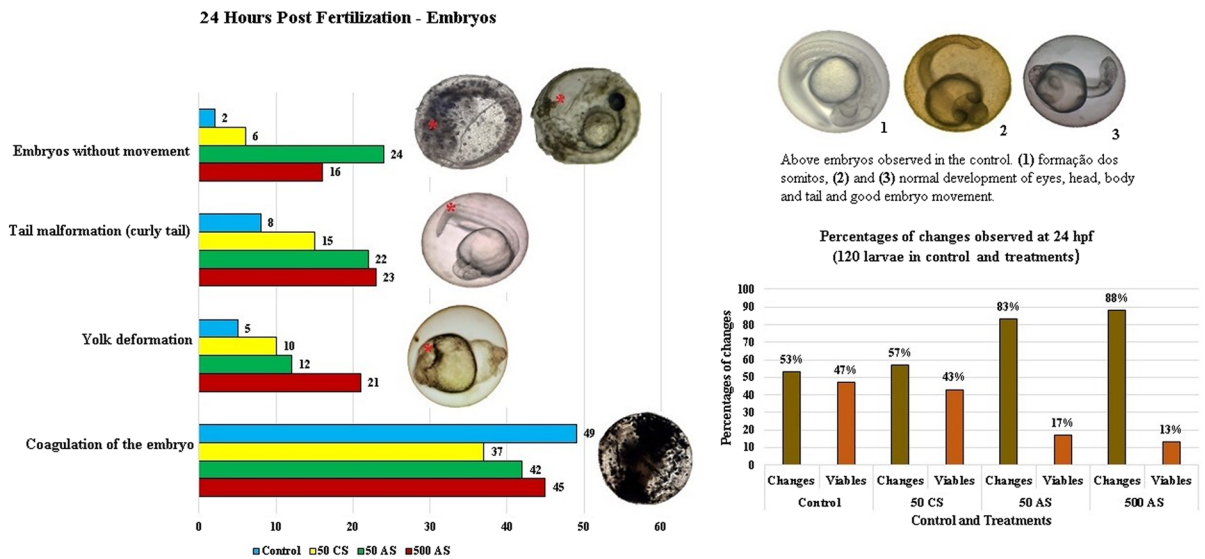 24 Hours Post Fertilization - Embryos
Embryos without movement
2
6
24
16
Tail malformation (curly tail)
8
15
22
23
Yolk deformation
5
10
12
21
Coagulation of the embryo
49
37
42
45
0 10 20 30 40 50 60
Control 50 CS 50 AS 500 AS
1 2 3
Above embryos observed in the control. (1) formação dos
somitos, (2) and (3) normal development of eyes, head, body
and tail and good embryo movement.
Percentages of changes observed at 24 hpf
(120 larvae in control and treatments)
Percentages of changes
100
90
80
70
60
50
40
30
20
10
0
53% 47% 57% 43% 83% 17% 88% 13%
Changes Viables Changes Viables Changes Viables Changes Viables
Control 50 CS 50 AS 500 AS
Control and Treatments